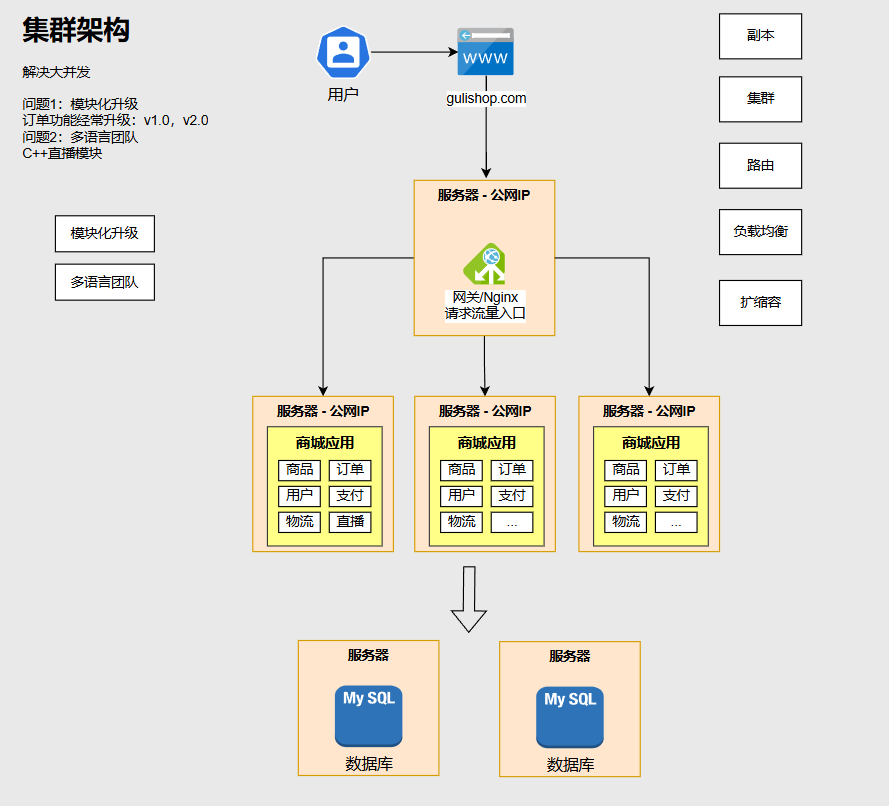 集群架构
解决大并发
问题1：模块化升级
订单功能经常升级：v1.0，v2.0
问题2：多语言团队
C++直播模块
模块化升级
多语言团队
用户
WWW
gulishop.com
服务器 - 公网IP
网关/Nginx
请求流量入口
副本
集群
路由
负载均衡
扩缩容
服务器 - 公网IP
商城应用
商品
订单
用户
支付
物流
直播
服务器 - 公网IP
商城应用
商品
订单
用户
支付
物流
...
服务器 - 公网IP
商城应用
商品
订单
用户
支付
物流
...
服务器
My SQL
数据库
服务器
My SQL
数据库